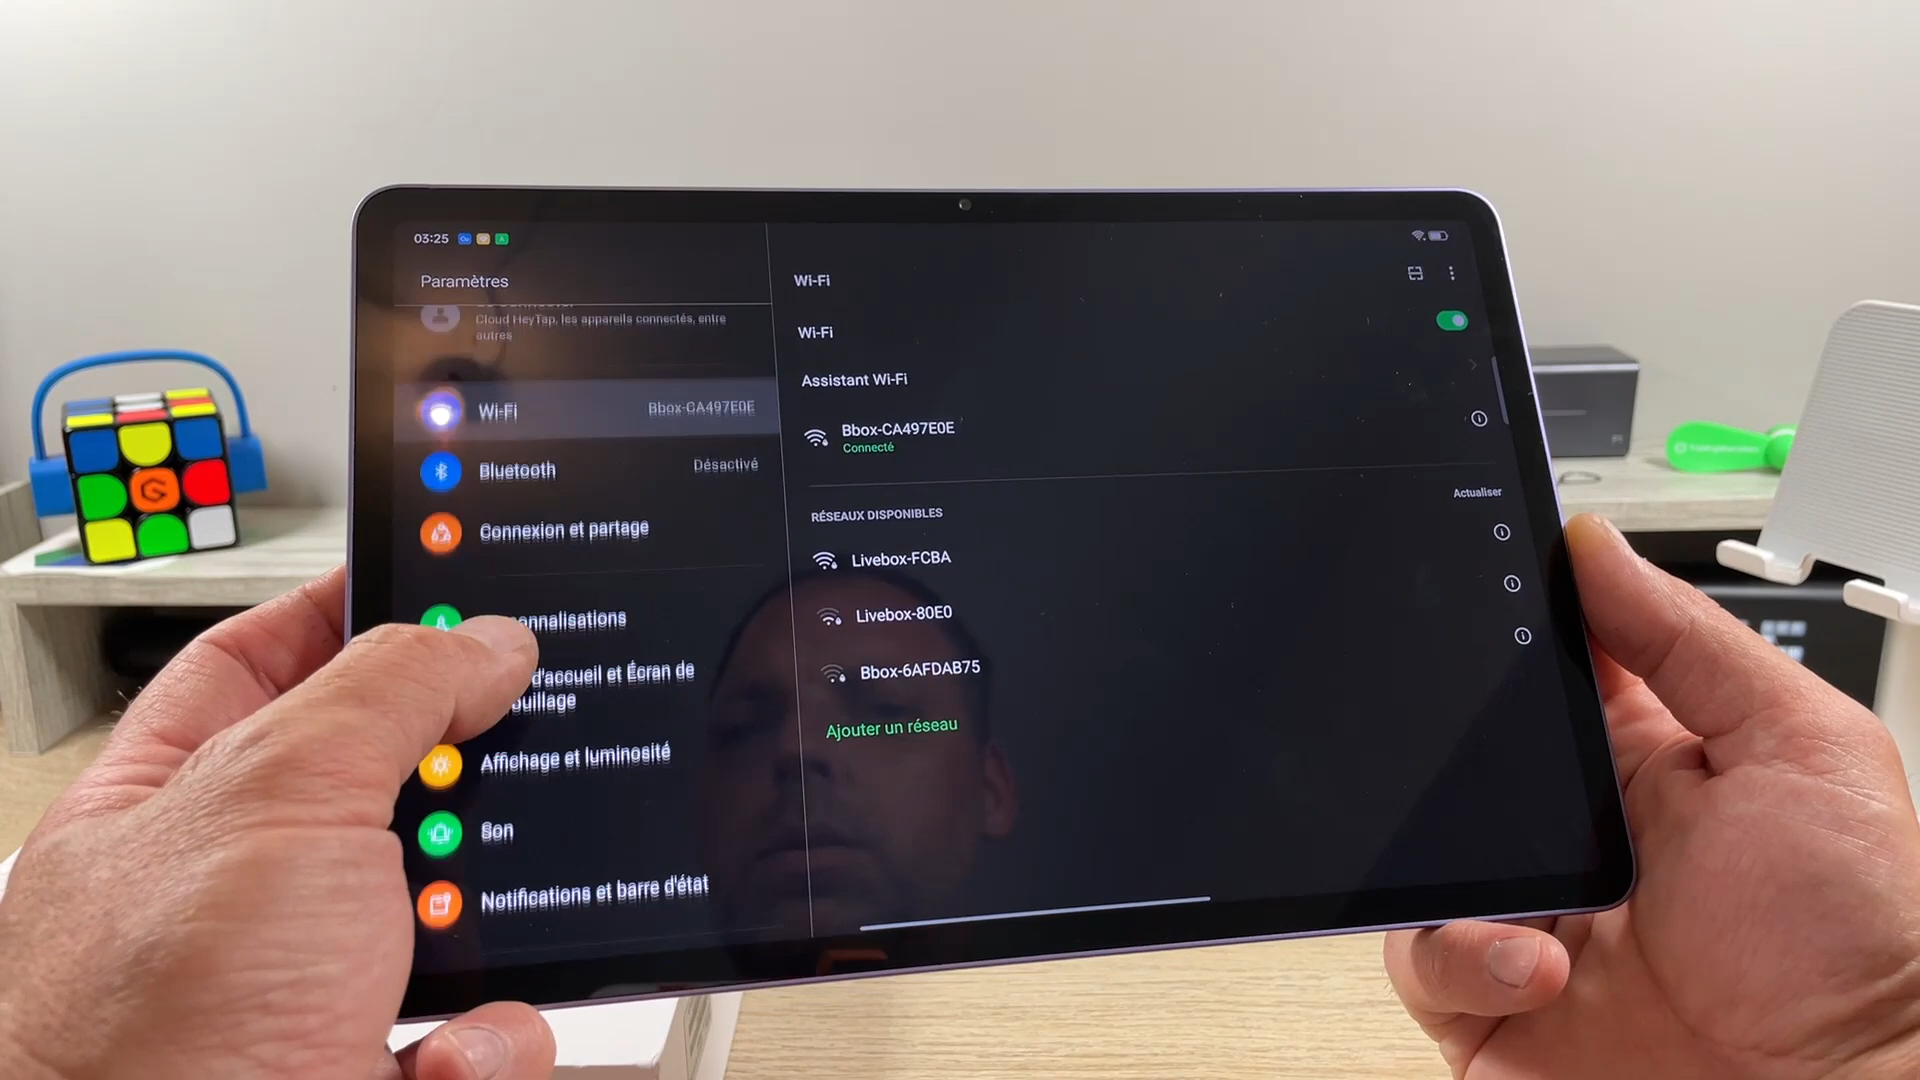 03:25
Paramètres
Cloud HeyTap, les appareils connectés, entre
autres
Wi-Fi
Bbox-CA497E0E
Bluetooth
Désactivé
Connexion et partage
onnalisations
d'accueil et Écran de
ouillage
Affichage et luminosité
Son
Notifications et barre d'état
Wi-Fi
Wi-Fi
Assistant Wi-Fi
Bbox-CA497E0E
Connecté
RÉSEAUX DISPONIBLES
Actualiser
Livebox-FCBA
Livebox-80E0
Bbox-6AFDAB75
Ajouter un réseau